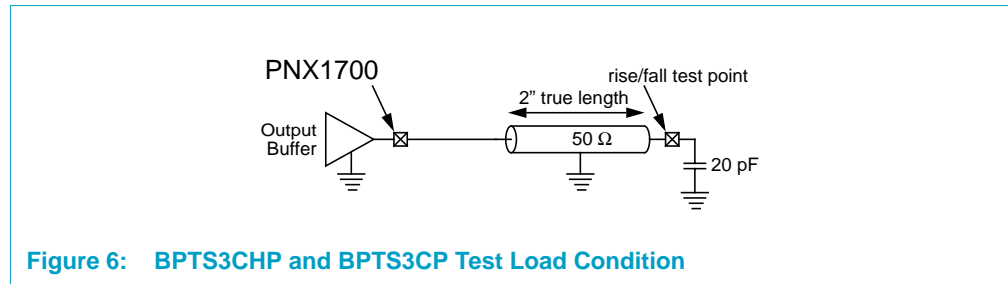 PNX1700
rise/fall test point
2” true length
Output
Buffer
50 Ω
20 pF
Figure 6: BPTS3CHP and BPTS3CP Test Load Condition